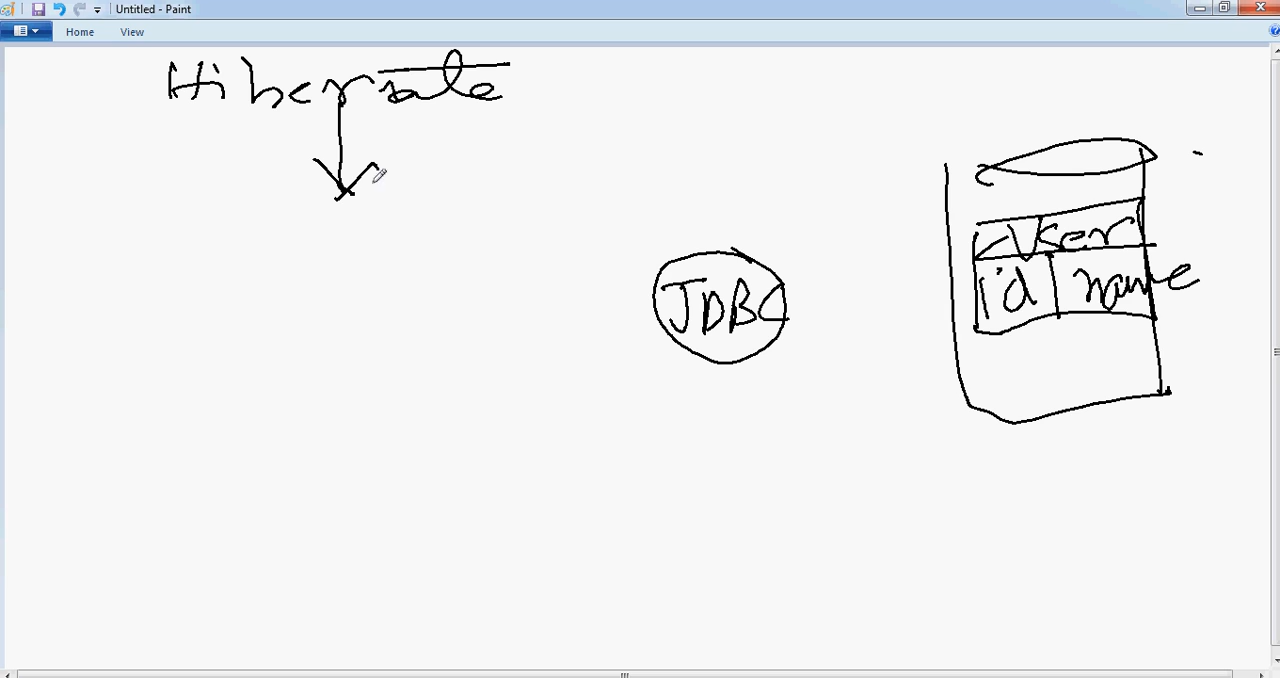 Untitled - Paint
Home View
Hibernate
User
id name
JDBC